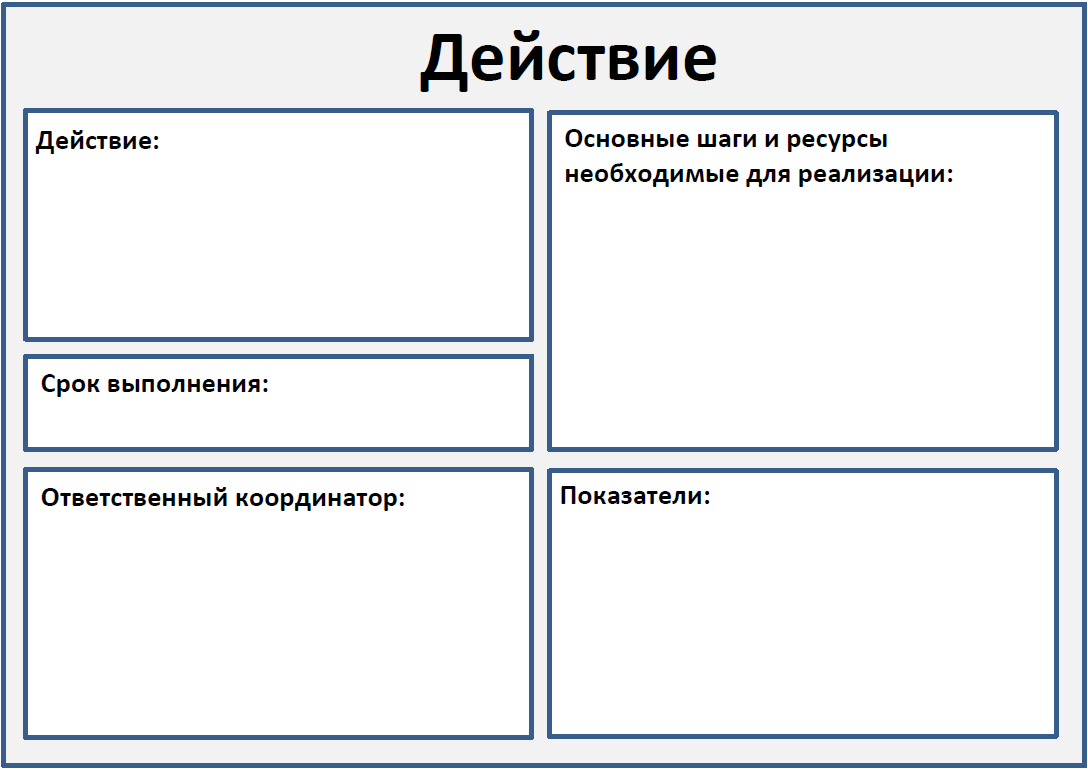 Действие
Действие:
Срок выполнения:
Ответственный координатор:
Основные шаги и ресурсы
необходимые для реализации:
Показатели: